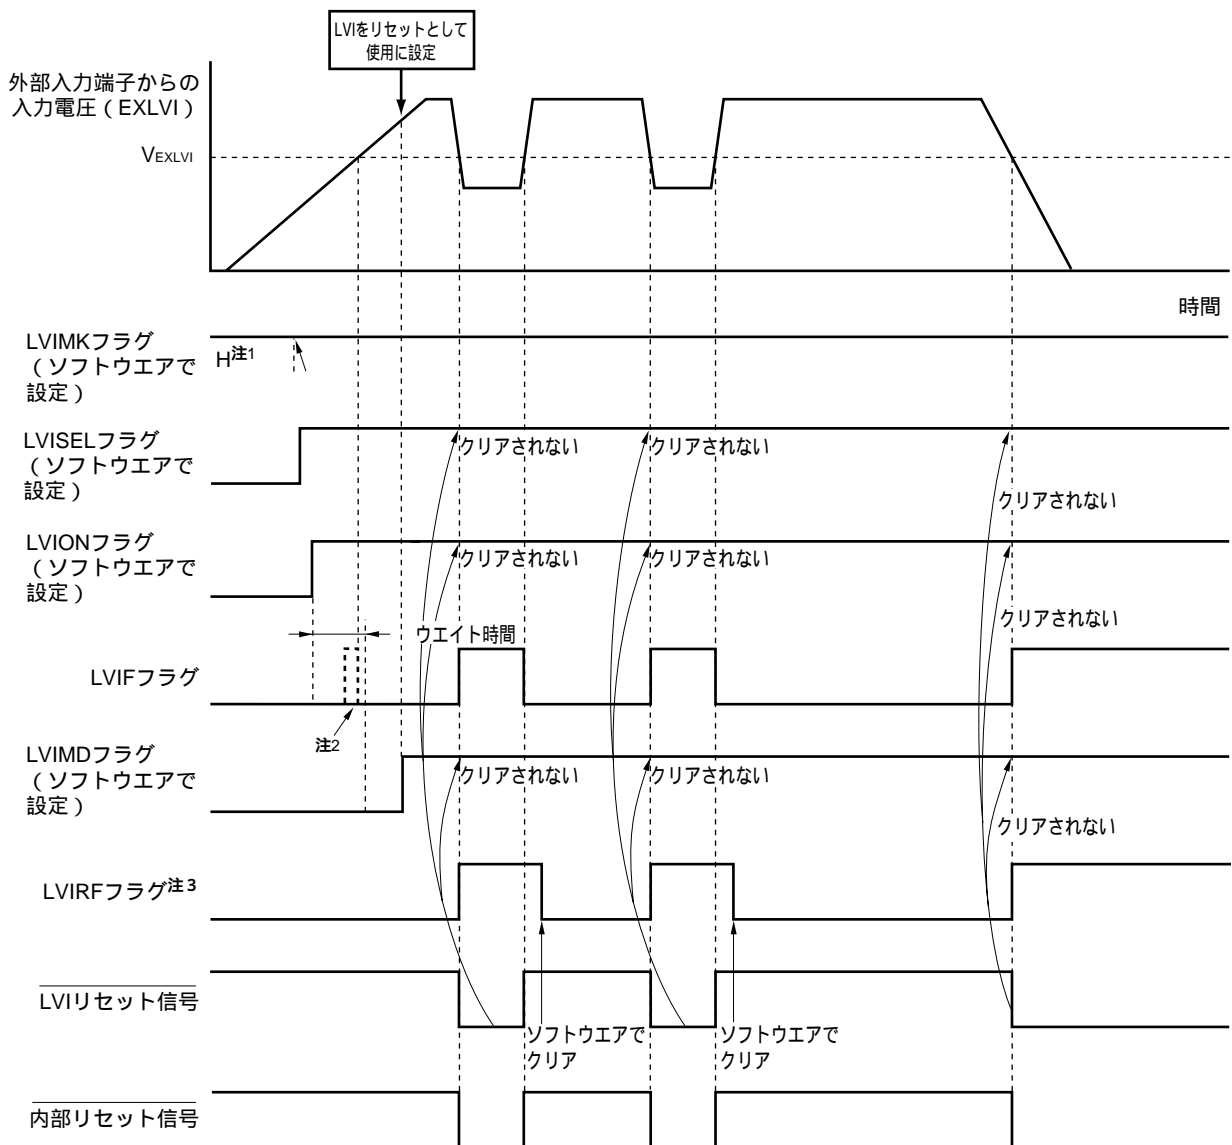 LVIをリセットとして
使用に設定
外部入力端子からの
入力電圧（EXLVI）
VEXLVI
時間
LVIMKフラグ
（ソフトウエアで
設定）
H注1
LVISELフラグ
（ソフトウエアで
設定）
クリアされない
クリアされない
クリアされない
LVIONフラグ
（ソフトウエアで
設定）
クリアされない
クリアされない
クリアされない
ウエイト時間
LVIFフラグ
注2
LVIMDフラグ
（ソフトウエアで
設定）
クリアされない
クリアされない
クリアされない
LVIRFフラグ注3
LVIリセット信号
ソフトウエアで
クリア
ソフトウエアで
クリア
内部リセット信号